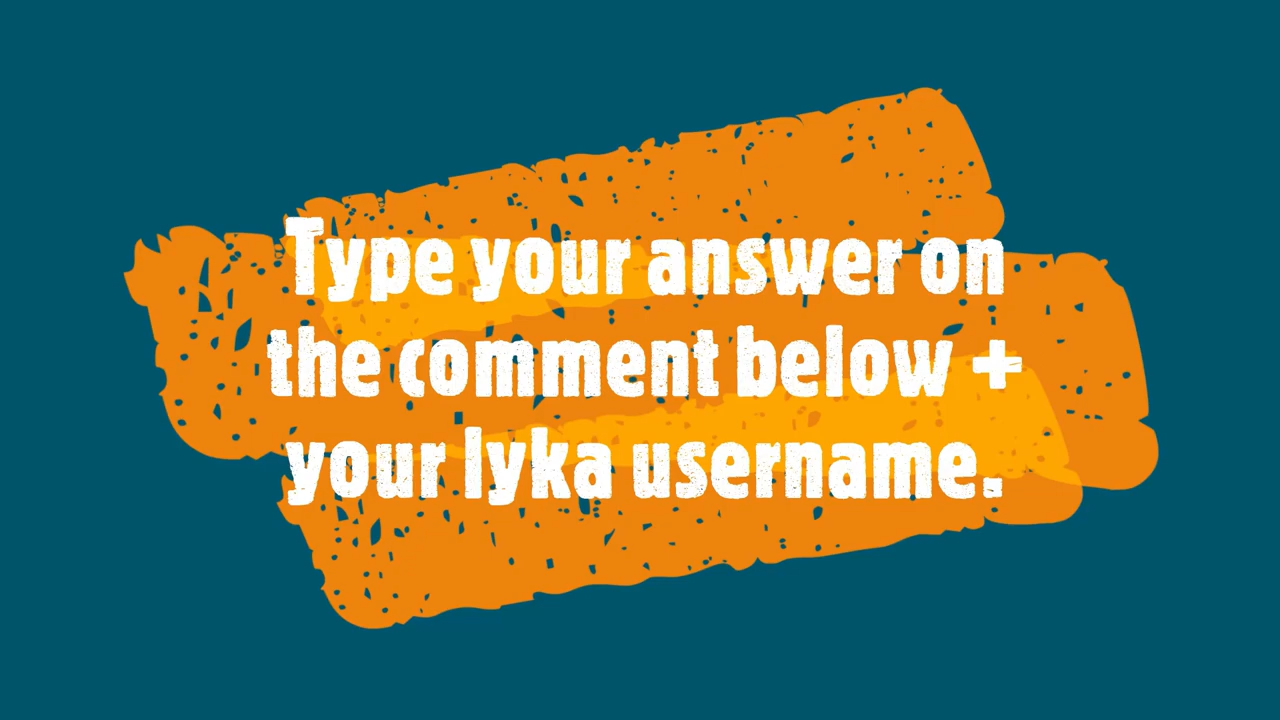 Type your answer on
the comment below +
your lyka username.